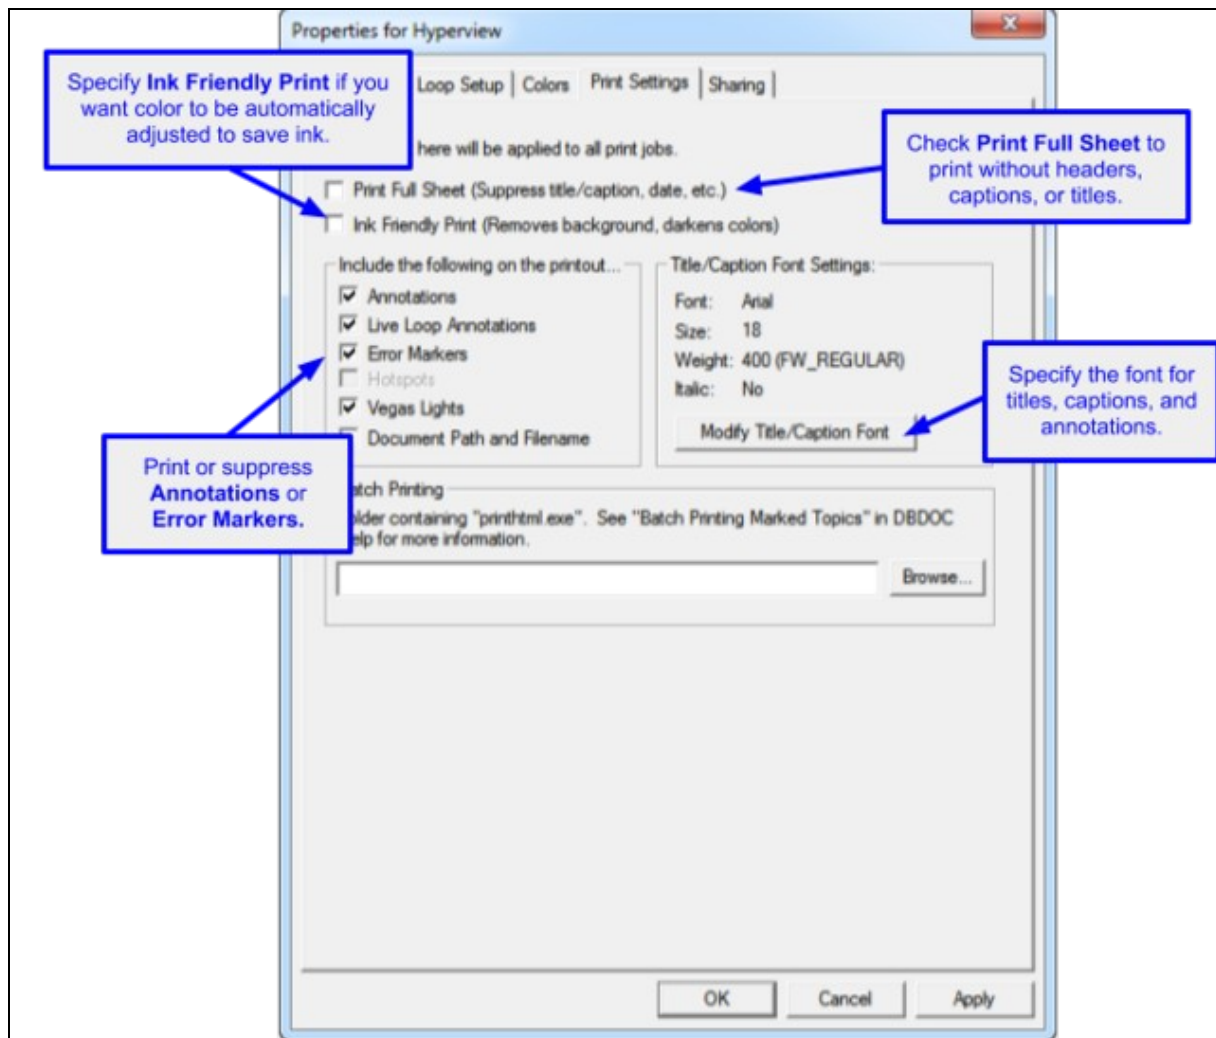 Properties for Hyperview
Specify Ink Friendly Print if you
want color to be automatically
adjusted to save ink.
Loop Setup
Colors
Print Settings
Sharing
here will be applied to all print jobs.
Check Print Full Sheet to
print without headers,
captions, or titles.
Print Full Sheet (Suppress title/caption, date, etc.)
Ink Friendly Print (Removes background, darkens colors)
Include the following on the printout...
Annotations
Live Loop Annotations
Error Markers
Hotspots
Vegas Lights
Document Path and Filename
Title/Caption Font Settings:
Font: Arial
Size: 18
Weight: 400 (FW_REGULAR)
Italic: No
Modify Title/Caption Font
Specify the font for
titles, captions, and
annotations.
Print or suppress
Annotations or
Error Markers.
Printing
containing "printhtml.exe". See "Batch Printing Marked Topics" in DBDOC
for more information.
Browse...
OK
Cancel
Apply